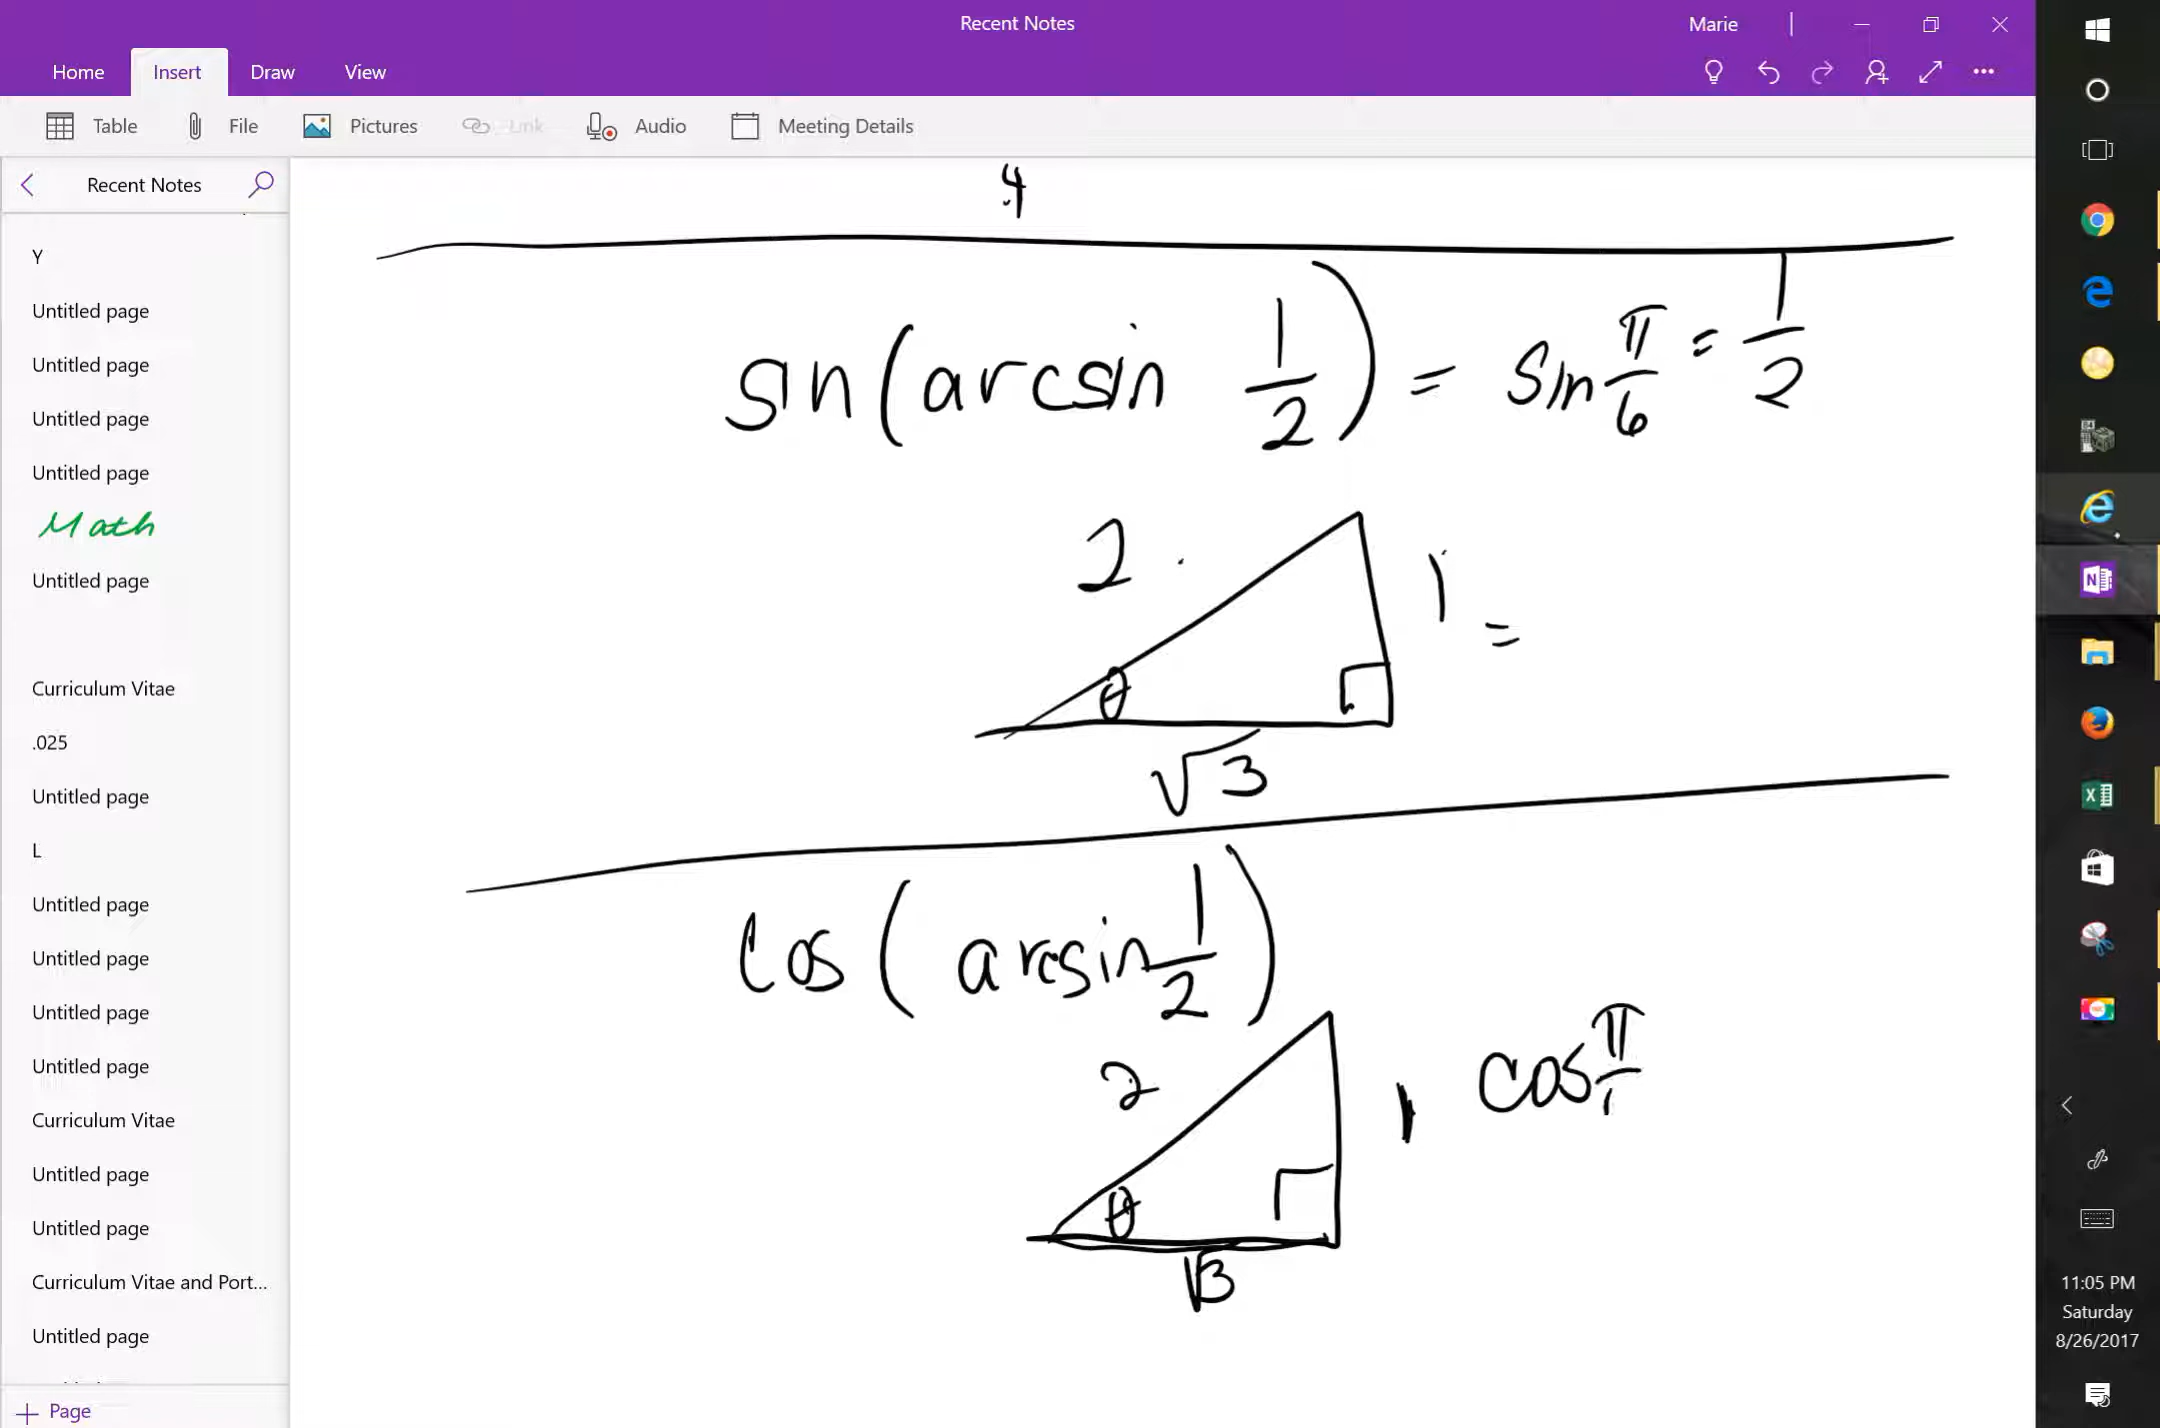 Recent Notes
Marie
Home Insert Draw View
Table File Pictures Link Audio Meeting Details
Recent Notes
Y
Untitled page
Untitled page
Untitled page
Untitled page
Math
Untitled page
Curriculum Vitae
.025
Untitled page
L
Untitled page
Untitled page
Untitled page
Untitled page
Curriculum Vitae
Untitled page
Untitled page
Curriculum Vitae and Port...
Untitled page
+ Page
4
sin(arcsin 1/2) = sin π/6 = 1/2
2
1 =
θ
√3
cos(arcsin 1/2)
2
1
cos π
θ
√3
11:05 PM
Saturday
8/26/2017